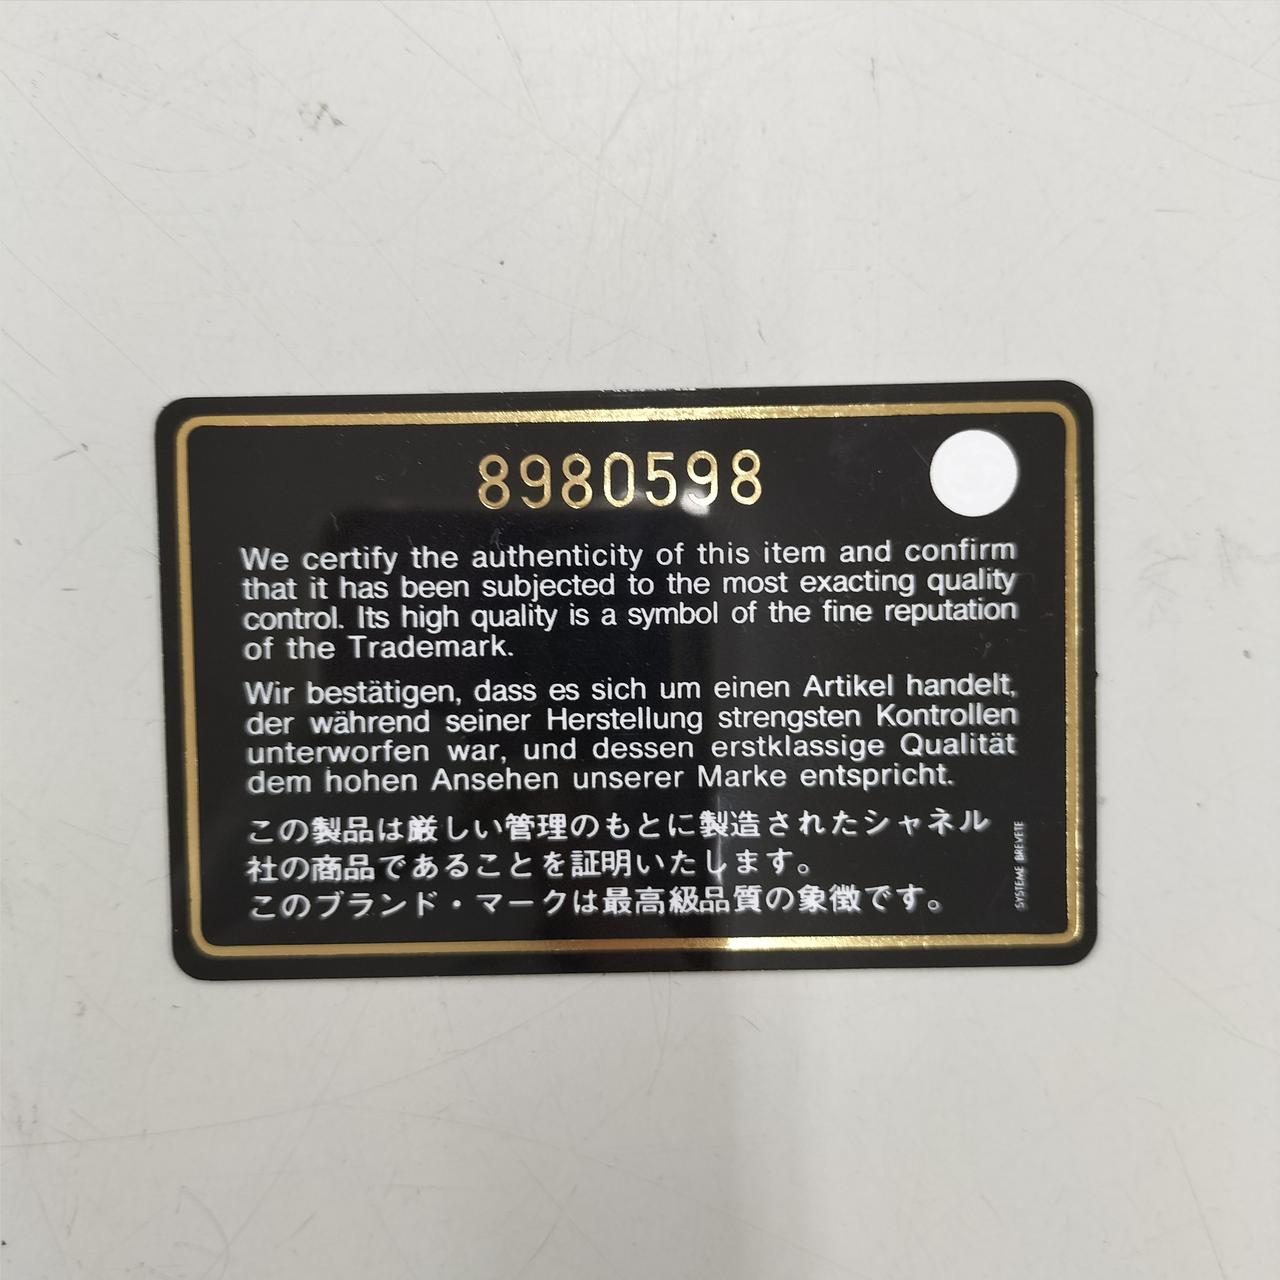 8980598
We certify the authenticity of this item and confirm
that it has been subjected to the most exacting quality
control. Its high quality is a symbol of the fine reputation
of the Trademark.
Wir bestätigen, dass es sich um einen Artikel handelt,
der während seiner Herstellung strengsten Kontrollen
unterworfen war, und dessen erstklassige Qualität
dem hohen Ansehen unserer Marke entspricht.
この製品は厳しい管理のもとに製造されたシャネル
社の商品であることを証明いたします。
このブランド・マークは最高級品質の象徴です。
SYSTEME BREVETE